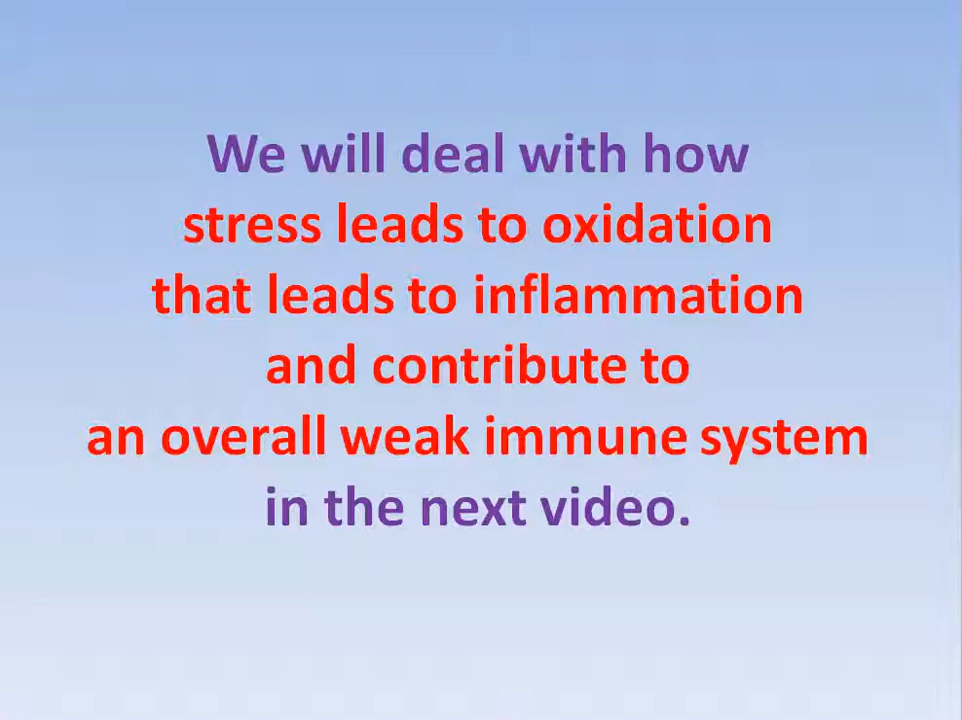 We will deal with how
stress leads to oxidation
that leads to inflammation
and contribute to
an overall weak immune system
in the next video.